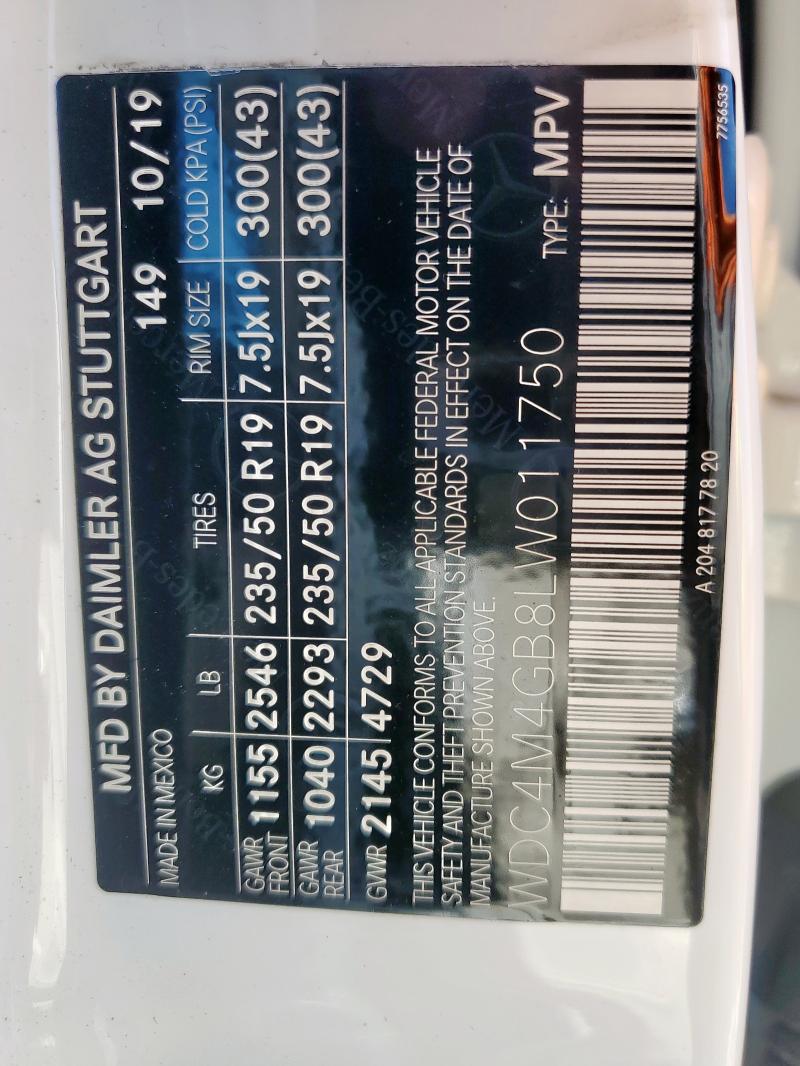 MFD BY DAIMLER AG STUTTGART
MADE IN MEXICO 149 10/19
KG LB TIRES RIM SIZE COLD KPA (PSI)
GAWR FRONT 1155 2546 235/50 R19 7.5Jx19 300(43)
GAWR REAR 1040 2293 235/50 R19 7.5Jx19 300(43)
GVWR 2145 4729
THIS VEHICLE CONFORMS TO ALL APPLICABLE FEDERAL MOTOR VEHICLE
SAFETY AND THEFT PREVENTION STANDARDS IN EFFECT ON THE DATE OF
MANUFACTURE SHOWN ABOVE.
WDC4M4GB8LW011750 TYPE: MPV
A 204 817 78 20 7756535